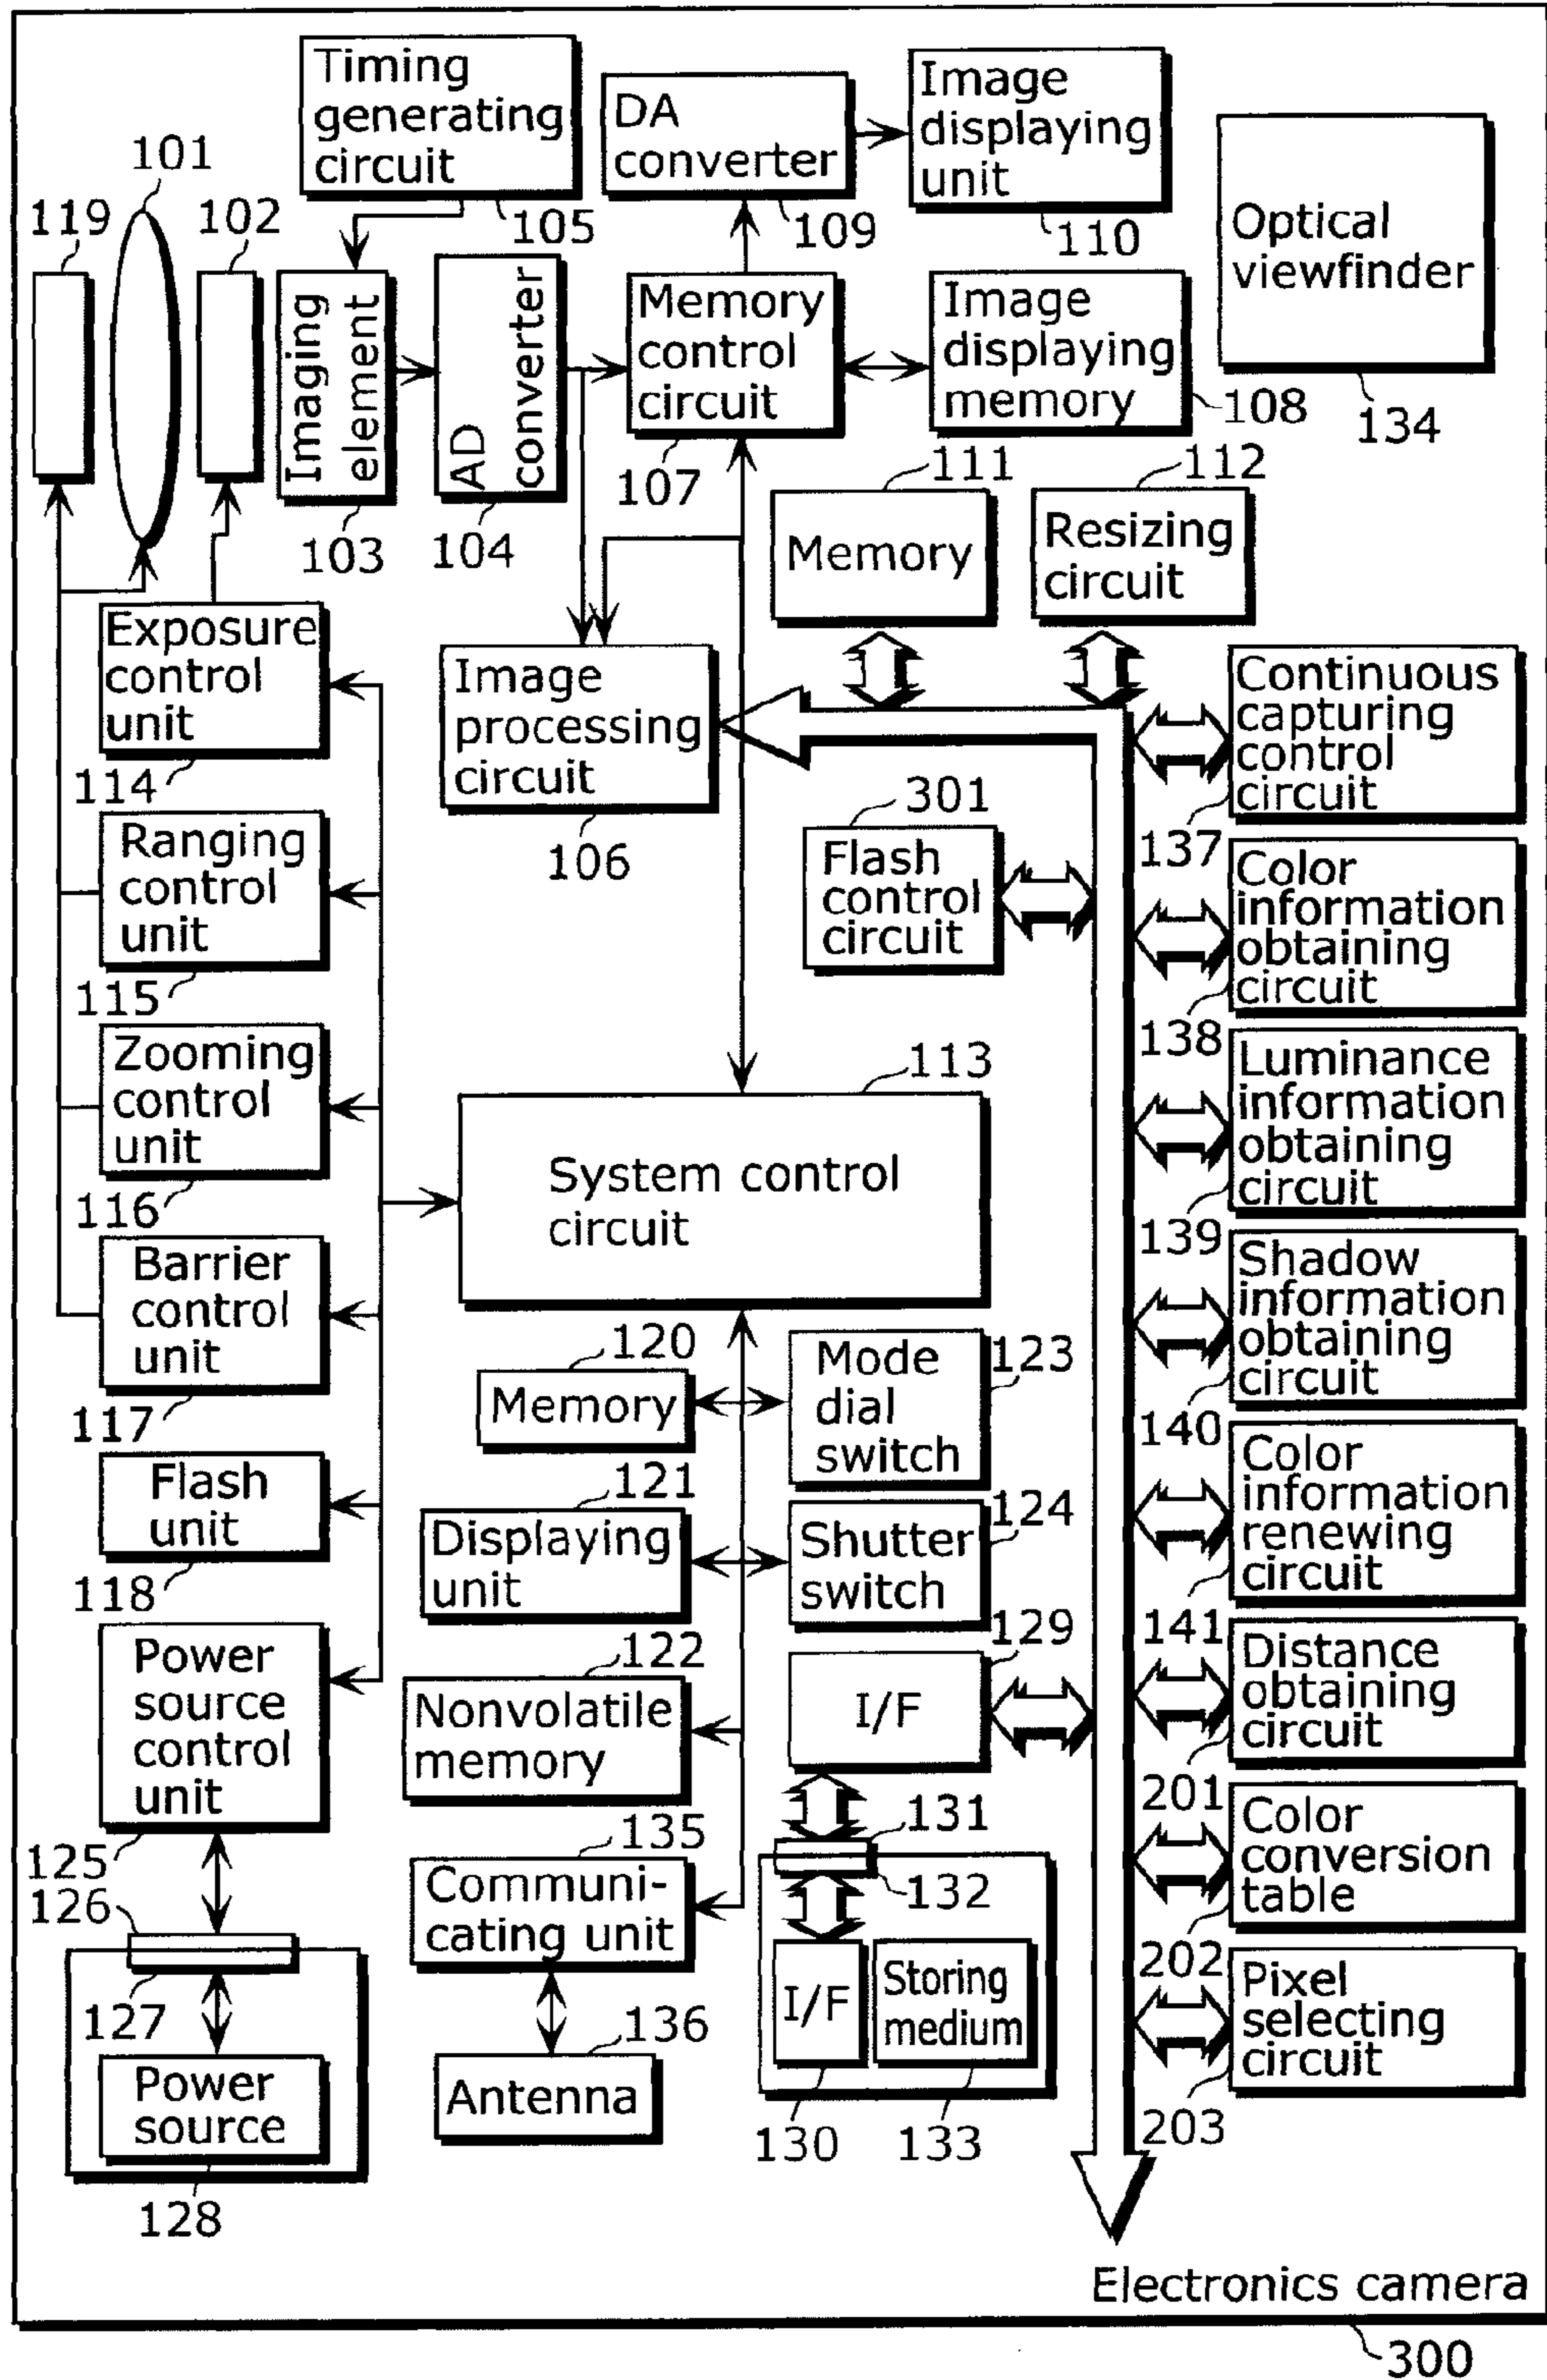 Timing
generating
circuit
105
DA
converter
109
Image
displaying
unit
110
Optical
viewfinder
134
101
119
102
Imaging
element
103
AD
converter
104
Memory
control
circuit
107
Image
displaying
memory
108
111
Memory
112
Resizing
circuit
Exposure
control
unit
114
Image
processing
circuit
106
Continuous
capturing
control
circuit
137
301
Flash
control
circuit
Ranging
control
unit
115
Color
information
obtaining
circuit
138
Zooming
control
unit
116
113
System control
circuit
Luminance
information
obtaining
circuit
139
Barrier
control
unit
117
Shadow
information
obtaining
circuit
140
120
Memory
Mode
dial
switch
123
Flash
unit
118
121
Displaying
unit
Shutter
switch
124
Color
information
renewing
circuit
141
Power
source
control
unit
125
122
Nonvolatile
memory
129
I/F
Distance
obtaining
circuit
201
126
127
Power
source
128
135
Communi-
cating unit
136
Antenna
131
132
I/F
130
Storing
medium
133
Color
conversion
table
202
Pixel
selecting
circuit
203
Electronics camera
300